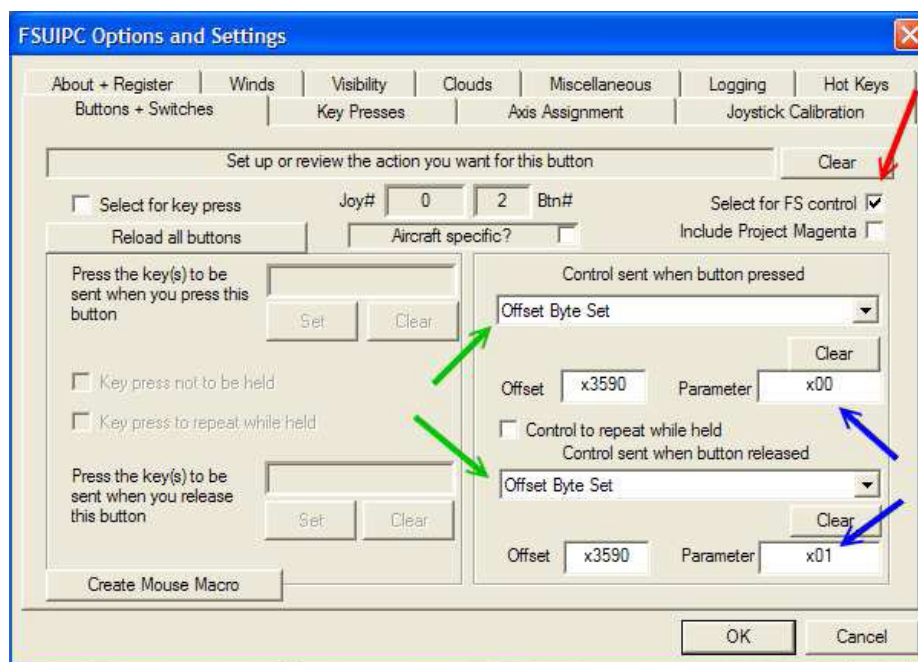 FSUIPC Options and Settings
About + Register Winds Visibility Clouds Miscellaneous Logging Hot Keys
Buttons + Switches Key Presses Axis Assignment Joystick Calibration
Set up or review the action you want for this button Clear
Select for key press Joy# 0 2 Btn# Select for FS control
Reload all buttons Aircraft specific? Include Project Magenta
Press the key(s) to be
sent when you press this
button
Set Clear
Key press not to be held
Key press to repeat while held
Press the key(s) to be
sent when you release
this button
Set Clear
Create Mouse Macro
Control sent when button pressed
Offset Byte Set
Clear
Offset x3590 Parameter x00
Control to repeat while held
Control sent when button released
Offset Byte Set
Clear
Offset x3590 Parameter x01
OK Cancel